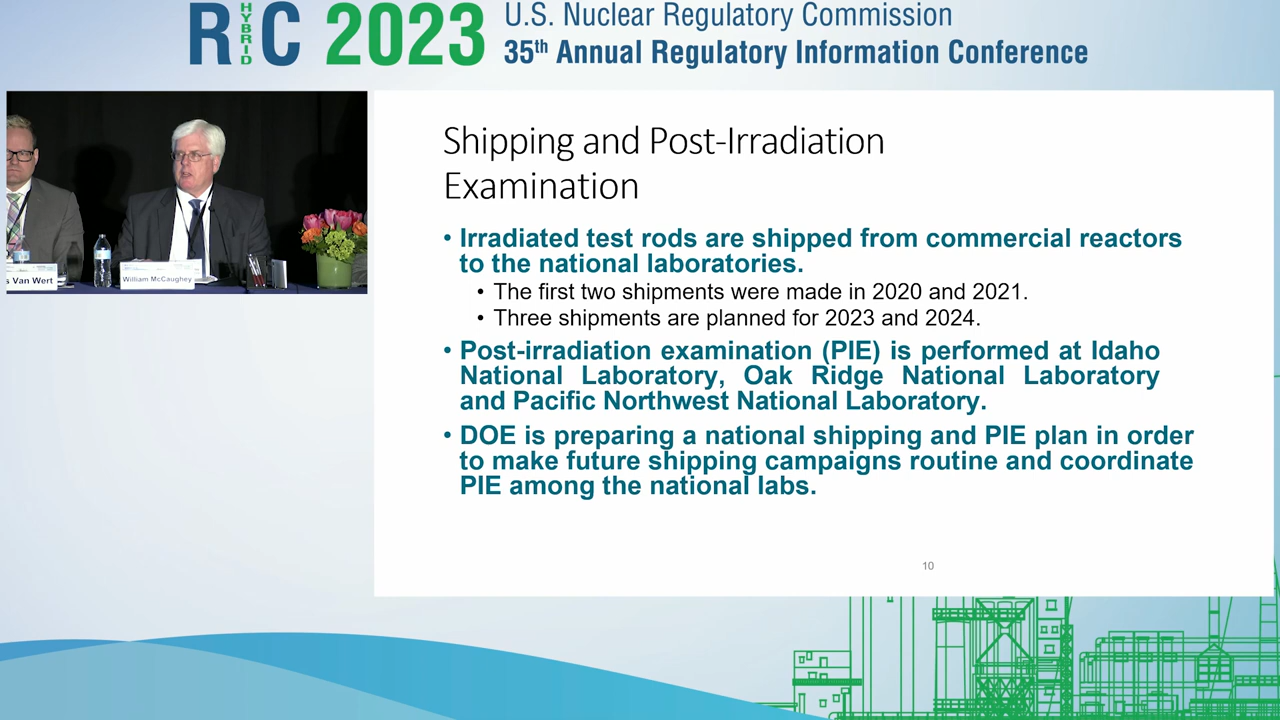 RIC 2023
HYBRID
U.S. Nuclear Regulatory Commission
35th Annual Regulatory Information Conference
s Van Wert
William McCaughey
Shipping and Post-Irradiation
Examination
• Irradiated test rods are shipped from commercial reactors
to the national laboratories.
• The first two shipments were made in 2020 and 2021.
• Three shipments are planned for 2023 and 2024.
• Post-irradiation examination (PIE) is performed at Idaho
National Laboratory, Oak Ridge National Laboratory
and Pacific Northwest National Laboratory.
• DOE is preparing a national shipping and PIE plan in order
to make future shipping campaigns routine and coordinate
PIE among the national labs.
10